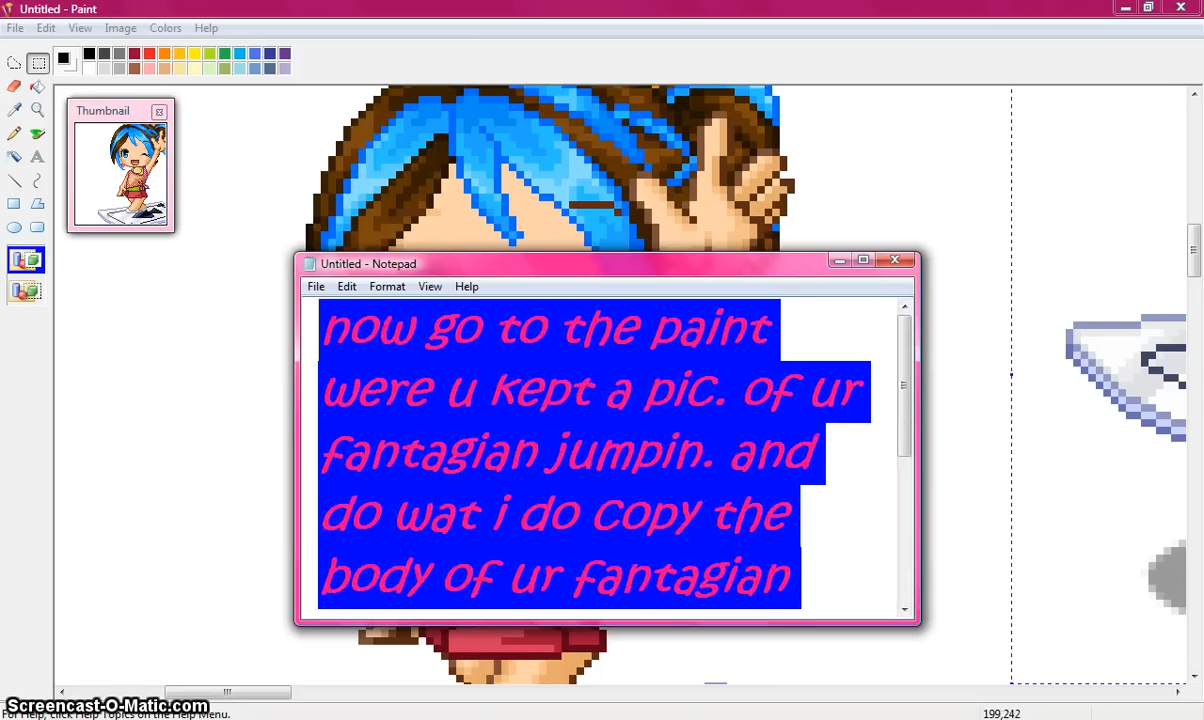 Untitled - Paint
File Edit View Image Colors Help
Thumbnail
Untitled - Notepad
File Edit Format View Help
now go to the paint
were u kept a pic. of ur
fantagian jumpin. and
do wat i do copy the
body of ur fantagian
Screencast-O-Matic.com
For Help, click Help Topics on the Help Menu.
199,242